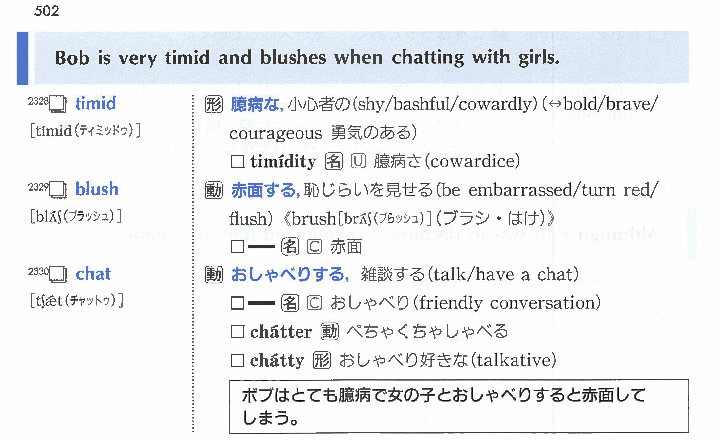 502
Bob is very timid and blushes when chatting with girls.
2328 timid
[tímid(ティミッドゥ)]
形 臆病な, 小心者の(shy/bashful/cowardly)(↔bold/brave/
courageous 勇気のある)
□ timídity 名 U 臆病さ(cowardice)
2329 blush
[blʌ́ʃ(ブラッシュ)]
動 赤面する, 恥じらいを見せる(be embarrassed/turn red/
flush)《brush[brʌ́ʃ(ブラッシュ)](ブラシ・はけ)》
□ ― 名 C 赤面
2330 chat
[tʃǽt(チャットゥ)]
動 おしゃべりする, 雑談する(talk/have a chat)
□ ― 名 C おしゃべり(friendly conversation)
□ chátter 動 ぺちゃくちゃしゃべる
□ chátty 形 おしゃべり好きな(talkative)
ボブはとても臆病で女の子とおしゃべりすると赤面して
しまう。